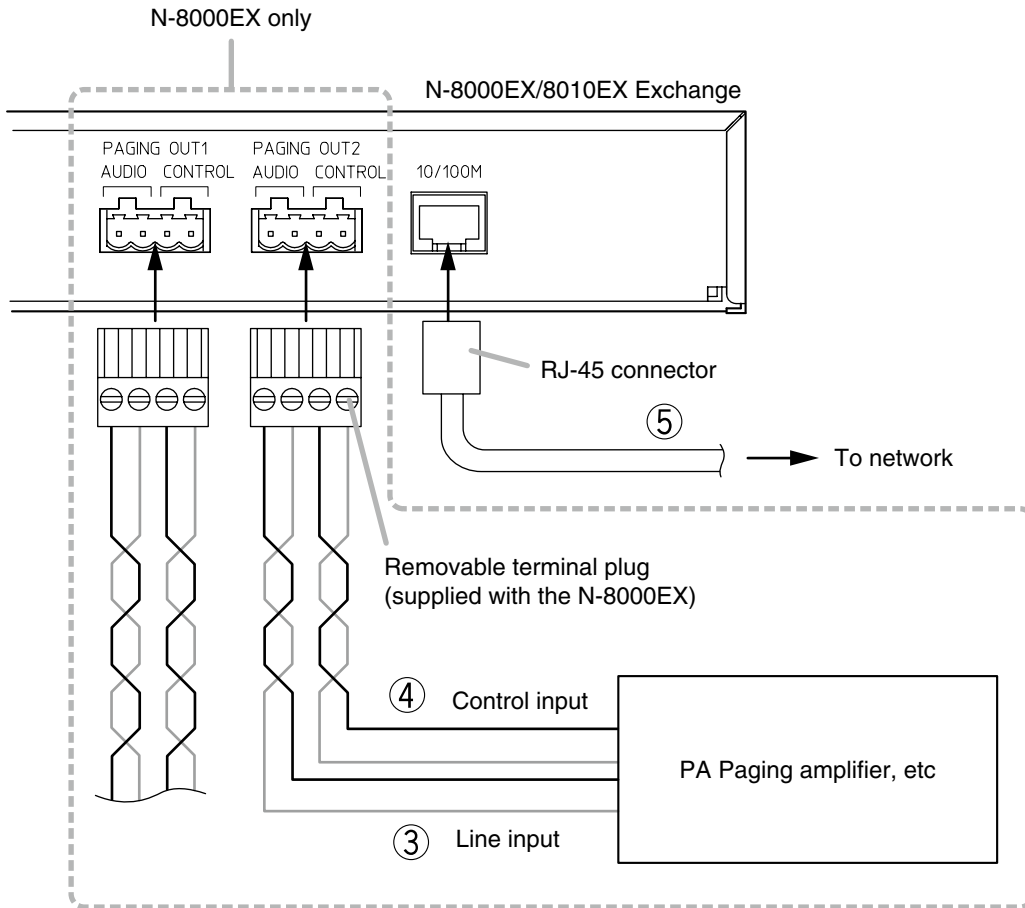 N-8000EX only
N-8000EX/8010EX Exchange
PAGING OUT1
AUDIO CONTROL
PAGING OUT2
AUDIO CONTROL
10/100M
RJ-45 connector
⑤
To network
Removable terminal plug
(supplied with the N-8000EX)
④ Control input
PA Paging amplifier, etc
③ Line input